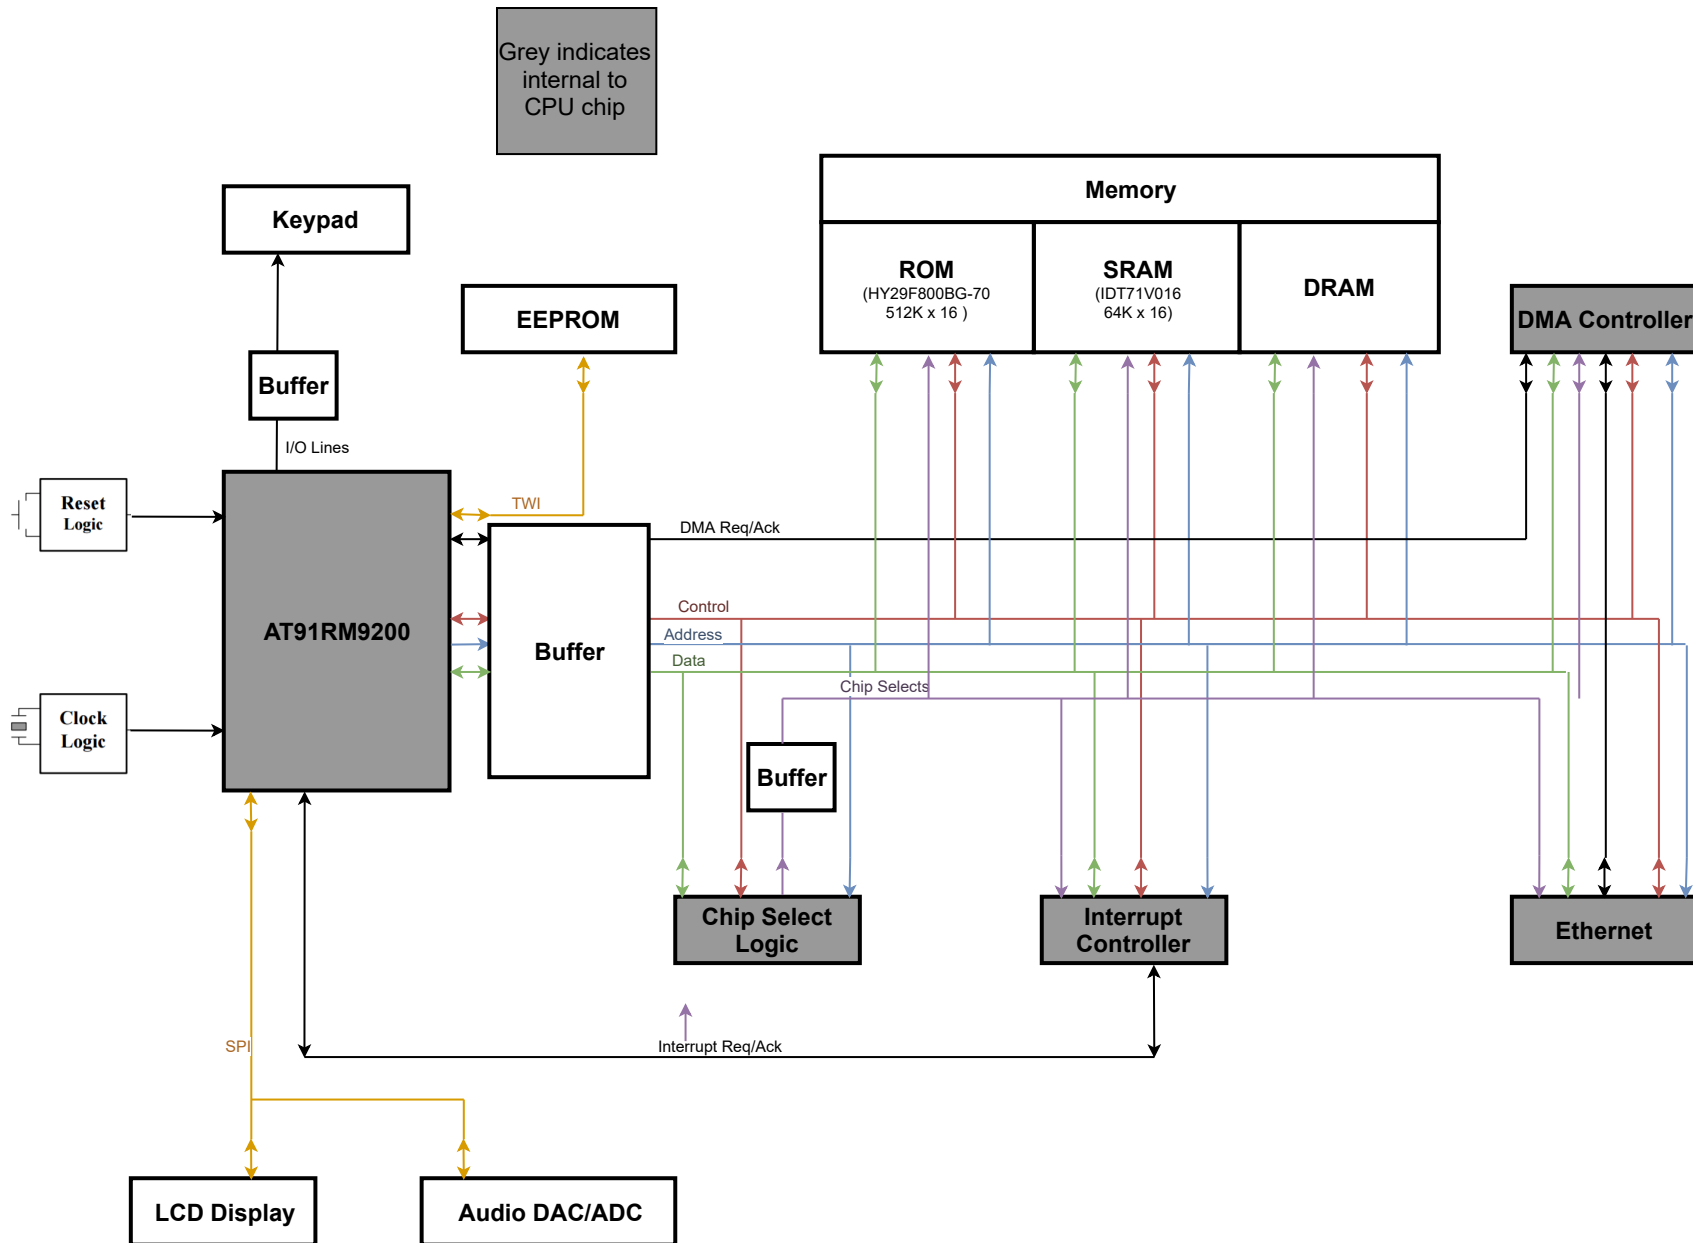 Grey indicates
internal to
CPU chip
Memory
Keypad
ROM
(HY29F800BG-70
512K x 16 )
SRAM
(IDT71V016
64K x 16)
DRAM
EEPROM
DMA Controller
Buffer
I/O Lines
Reset
Logic
TWI
DMA Req/Ack
AT91RM9200
Buffer
Control
Address
Data
Chip Selects
Clock
Logic
Buffer
Chip Select
Logic
Interrupt
Controller
Ethernet
SPI
Interrupt Req/Ack
LCD Display
Audio DAC/ADC